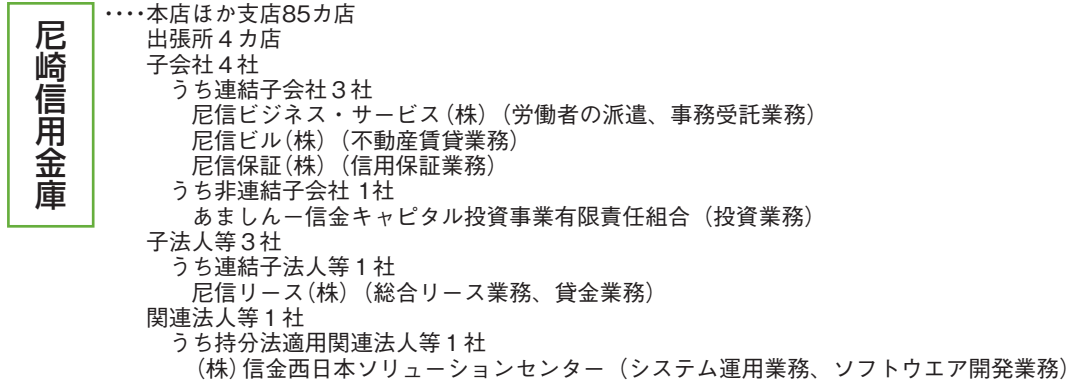 尼崎信用金庫
‥‥本店ほか支店85カ店
出張所４カ店
子会社４社
うち連結子会社３社
尼信ビジネス・サービス(株)（労働者の派遣、事務受託業務）
尼信ビル(株)（不動産賃貸業務）
尼信保証(株)（信用保証業務）
うち非連結子会社 1社
あましんー信金キャピタル投資事業有限責任組合（投資業務）
子法人等３社
うち連結子法人等１社
尼信リース(株)（総合リース業務、貸金業務）
関連法人等１社
うち持分法適用関連法人等１社
(株)信金西日本ソリューションセンター（システム運用業務、ソフトウエア開発業務）